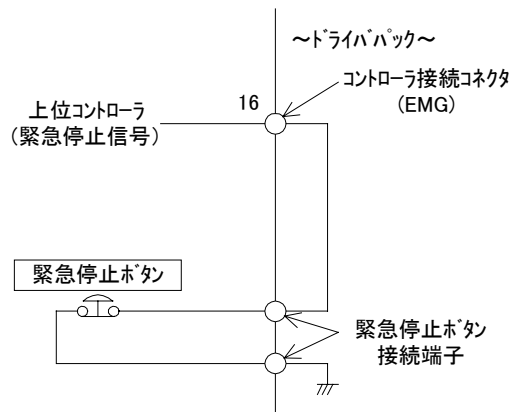 ～ドライバパック～
コントローラ接続コネクタ
(EMG)
16
上位コントローラ
(緊急停止信号)
緊急停止ボタン
緊急停止ボタン
接続端子